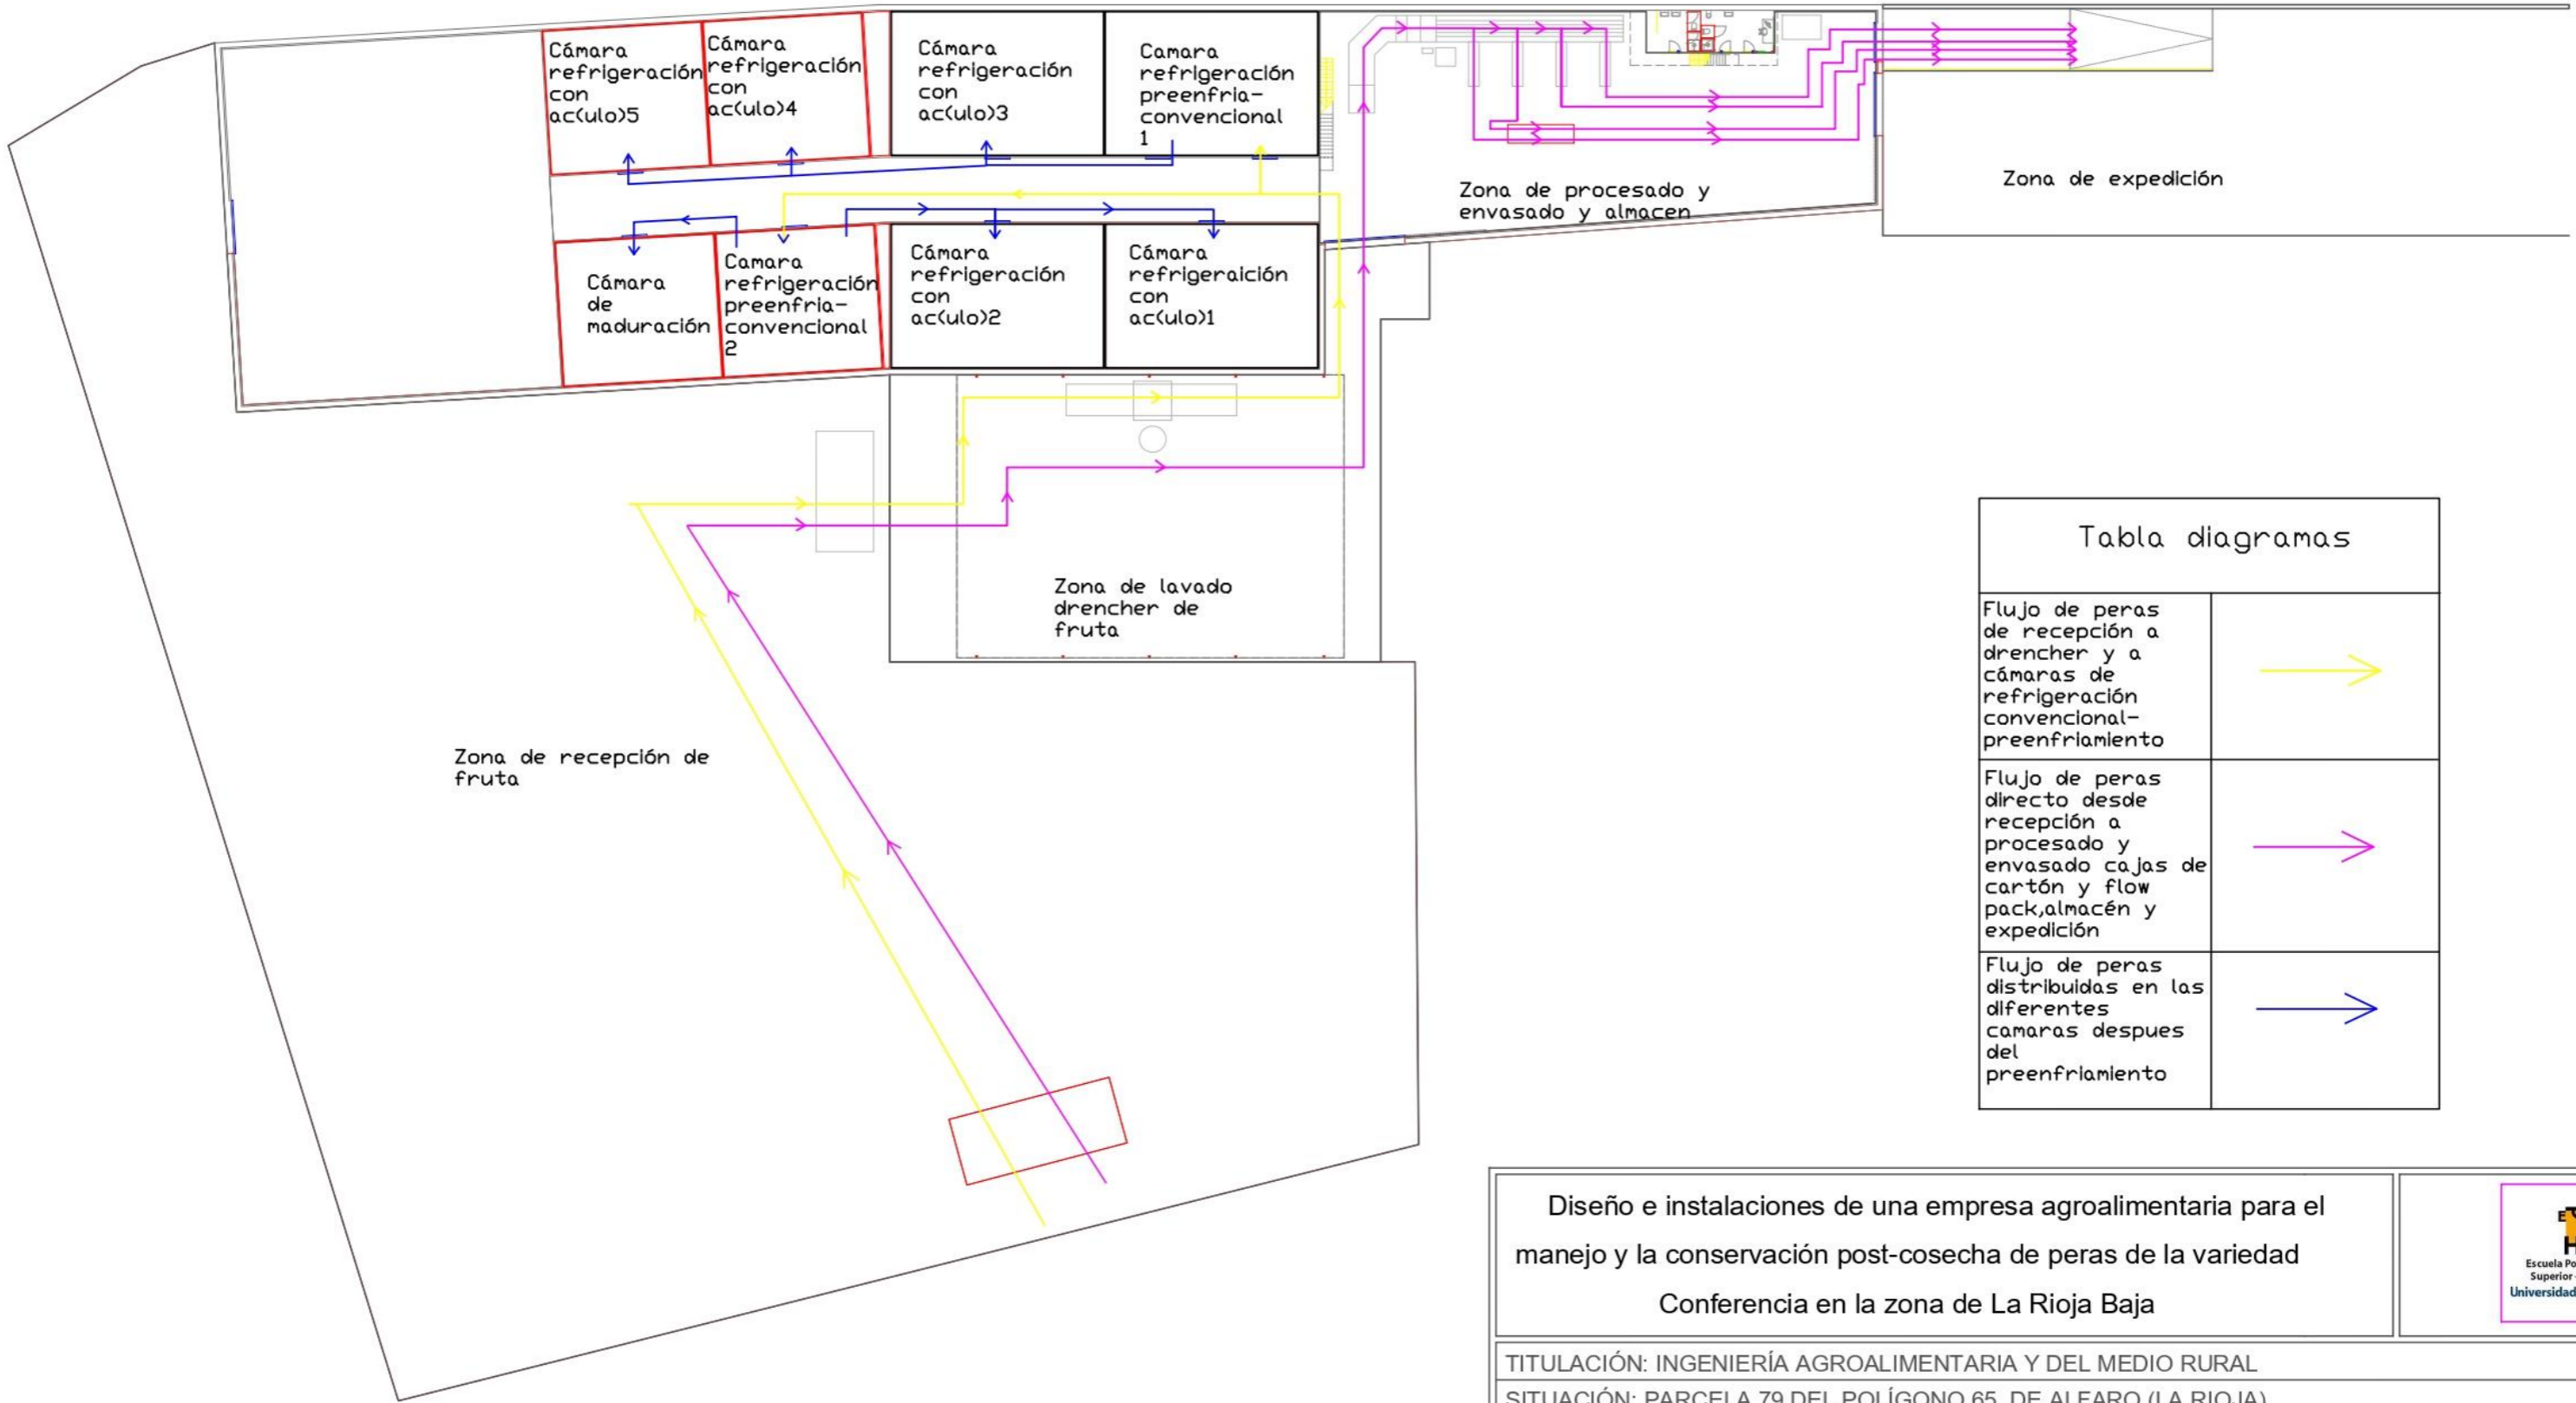 Cámara
refrigeración
con
ac(ulo)5
Cámara
refrigeración
con
ac(ulo)4
Cámara
refrigeración
con
ac(ulo)3
Camara
refrigeración
preenfria-
convencional
1
Zona de procesado y
envasado y almacen
Zona de expedición
Cámara
de
maduración
Camara
refrigeración
preenfria-
convencional
2
Cámara
refrigeración
con
ac(ulo)2
Cámara
refrigeraición
con
ac(ulo)1
Zona de lavado
drencher de
fruta
Zona de recepción de
fruta
Tabla diagramas
Flujo de peras
de recepción a
drencher y a
cámaras de
refrigeración
convencional-
preenfriamiento
Flujo de peras
directo desde
recepción a
procesado y
envasado cajas de
cartón y flow
pack,almacén y
expedición
Flujo de peras
distribuidas en las
diferentes
camaras despues
del
preenfriamiento
Diseño e instalaciones de una empresa agroalimentaria para el
manejo y la conservación post-cosecha de peras de la variedad
Conferencia en la zona de La Rioja Baja
Escuela Po
Superior
Universidad
TITULACIÓN: INGENIERÍA AGROALIMENTARIA Y DEL MEDIO RURAL
SITUACIÓN: PARCELA 79 DEL POLÍGONO 65, DE ALFARO (LA RIOJA)